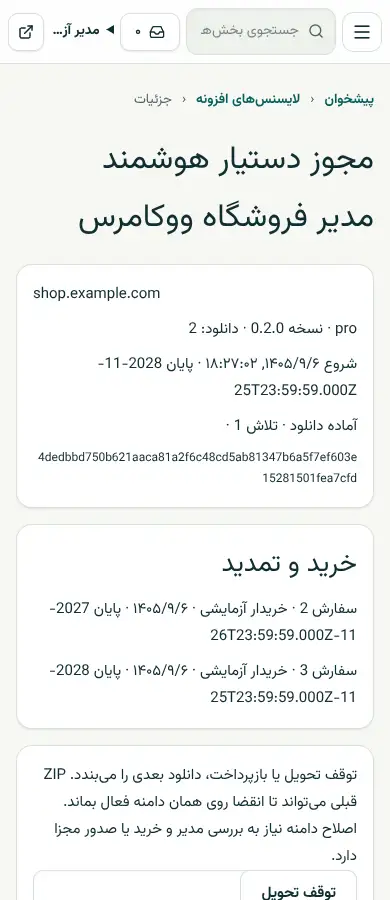 جستجوی بخش‌ه
۰
مدیر آز...
پیشخوان › لایسنس‌های افزونه › جزئیات
مجوز دستیار هوشمند
مدیر فروشگاه ووکامرس
shop.example.com
pro · نسخه 0.2.0 · دانلود: 2
شروع ۱۴۰۵/۹/۶, ۱۸:۲۷:۰۲ · پایان 2028-11-
25T23:59:59.000Z
آماده دانلود · تلاش 1 ·
4dedbbd750b621aaca81a2f6c48cd5ab81347b6a5f7ef603e
15281501fea7cfd
خرید و تمدید
سفارش 2 · خریدار آزمایشی · ۱۴۰۵/۹/۶ · پایان 2027-
11-26T23:59:59.000Z
سفارش 3 · خریدار آزمایشی · ۱۴۰۵/۹/۶ · پایان 2028-
11-25T23:59:59.000Z
توقف تحویل یا بازپرداخت، دانلود بعدی را می‌بندد. ZIP
قبلی می‌تواند تا انقضا روی همان دامنه فعال بماند.
اصلاح دامنه نیاز به بررسی مدیر و خرید یا صدور مجزا
دارد.
توقف تحویل